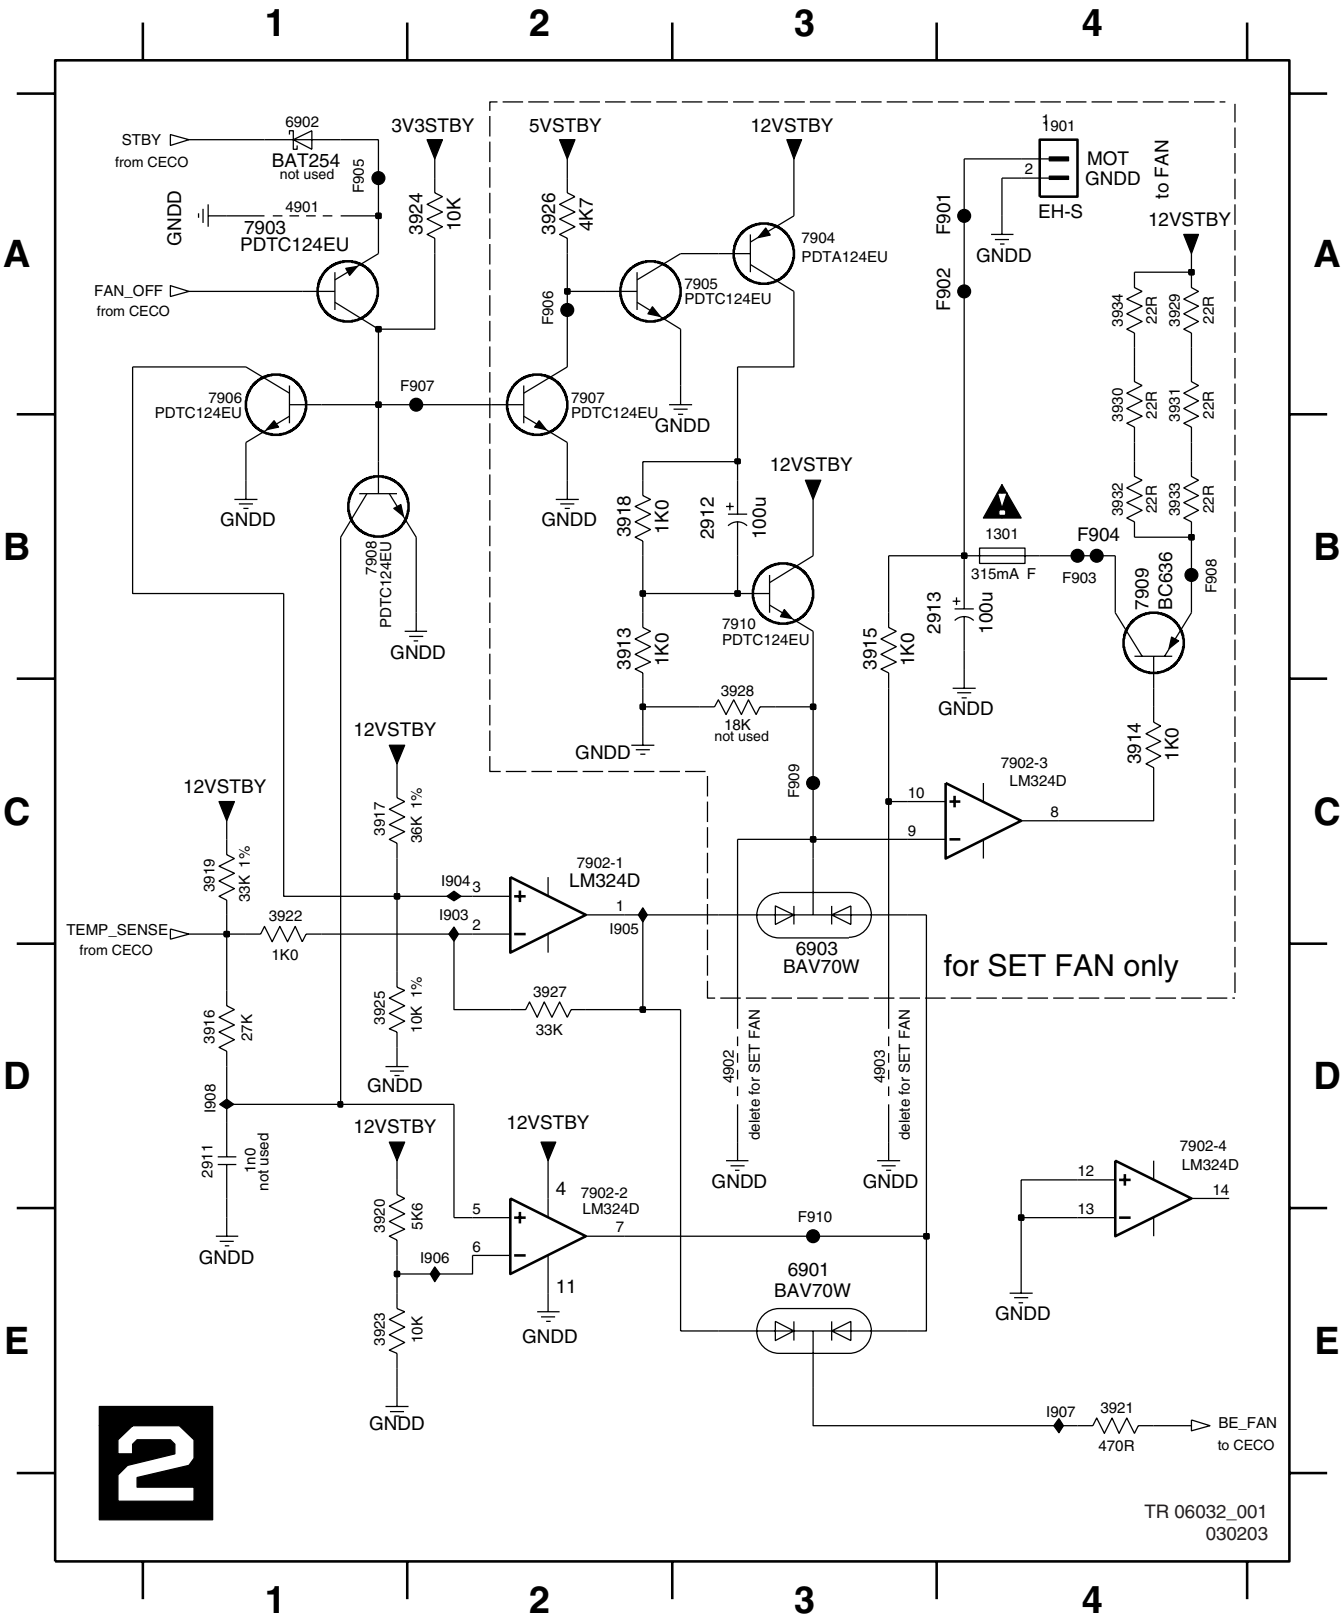 1 2 3 4
A A
B B
C C
D D
E E
STBY
from CECO
6902
BAT254
not used
F905
3V3STBY
GNDD
4901
7903
PDTC124EU
3924
10K
FAN_OFF
from CECO
5VSTBY
3926
4K7
F906
12VSTBY
7904
PDTA124EU
7905
PDTC124EU
1
1901
2
MOT
GNDD
to FAN
EH-S
GNDD
F901
F902
12VSTBY
3934
22R
3929
22R
3930
22R
3931
22R
3932
22R
3933
22R
7906
PDTC124EU
F907
7907
PDTC124EU
GNDD
GNDD
GNDD
7908
PDTC124EU
GNDD
3918
1K0
2912
+
100u
12VSTBY
7910
PDTC124EU
3913
1K0
3928
18K
not used
GNDD
1301
315mA F
F904
F903
7909
BC636
F908
3915
1K0
2913
+
100u
GNDD
3914
1K0
12VSTBY
3917
36K 1%
12VSTBY
3919
33K 1%
F909
7902-3
LM324D
10
+
9
–
8
TEMP_SENSE
from CECO
3922
1K0
I904
3
I903
2
7902-1
LM324D
+
–
1
I905
6903
BAV70W
for SET FAN only
3925
10K 1%
GNDD
3927
33K
3916
27K
I908
2911
1n0
not used
GNDD
4902
delete for SET FAN
GNDD
4903
delete for SET FAN
GNDD
12VSTBY
3920
5K6
12VSTBY
4
7902-2
LM324D
5
+
6
–
7
11
GNDD
I906
3923
10K
GNDD
F910
7902-4
LM324D
12
+
13
–
14
GNDD
6901
BAV70W
I907
3921
470R
BE_FAN
to CECO
2
TR 06032_001
030203
1 2 3 4